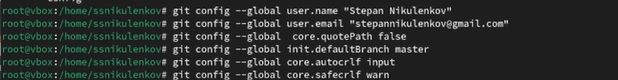 root@vbox:/home/ssnikulenkov# git config --global user.name "Stepan Nikulenkov"
root@vbox:/home/ssnikulenkov# git config --global user.email "stepannikulenkov@gmail.com"
root@vbox:/home/ssnikulenkov# git config --global  core.quotePath false
root@vbox:/home/ssnikulenkov# git config --global init.defaultBranch master
root@vbox:/home/ssnikulenkov# git config --global core.autocrlf input
root@vbox:/home/ssnikulenkov# git config --global core.safecrlf warn